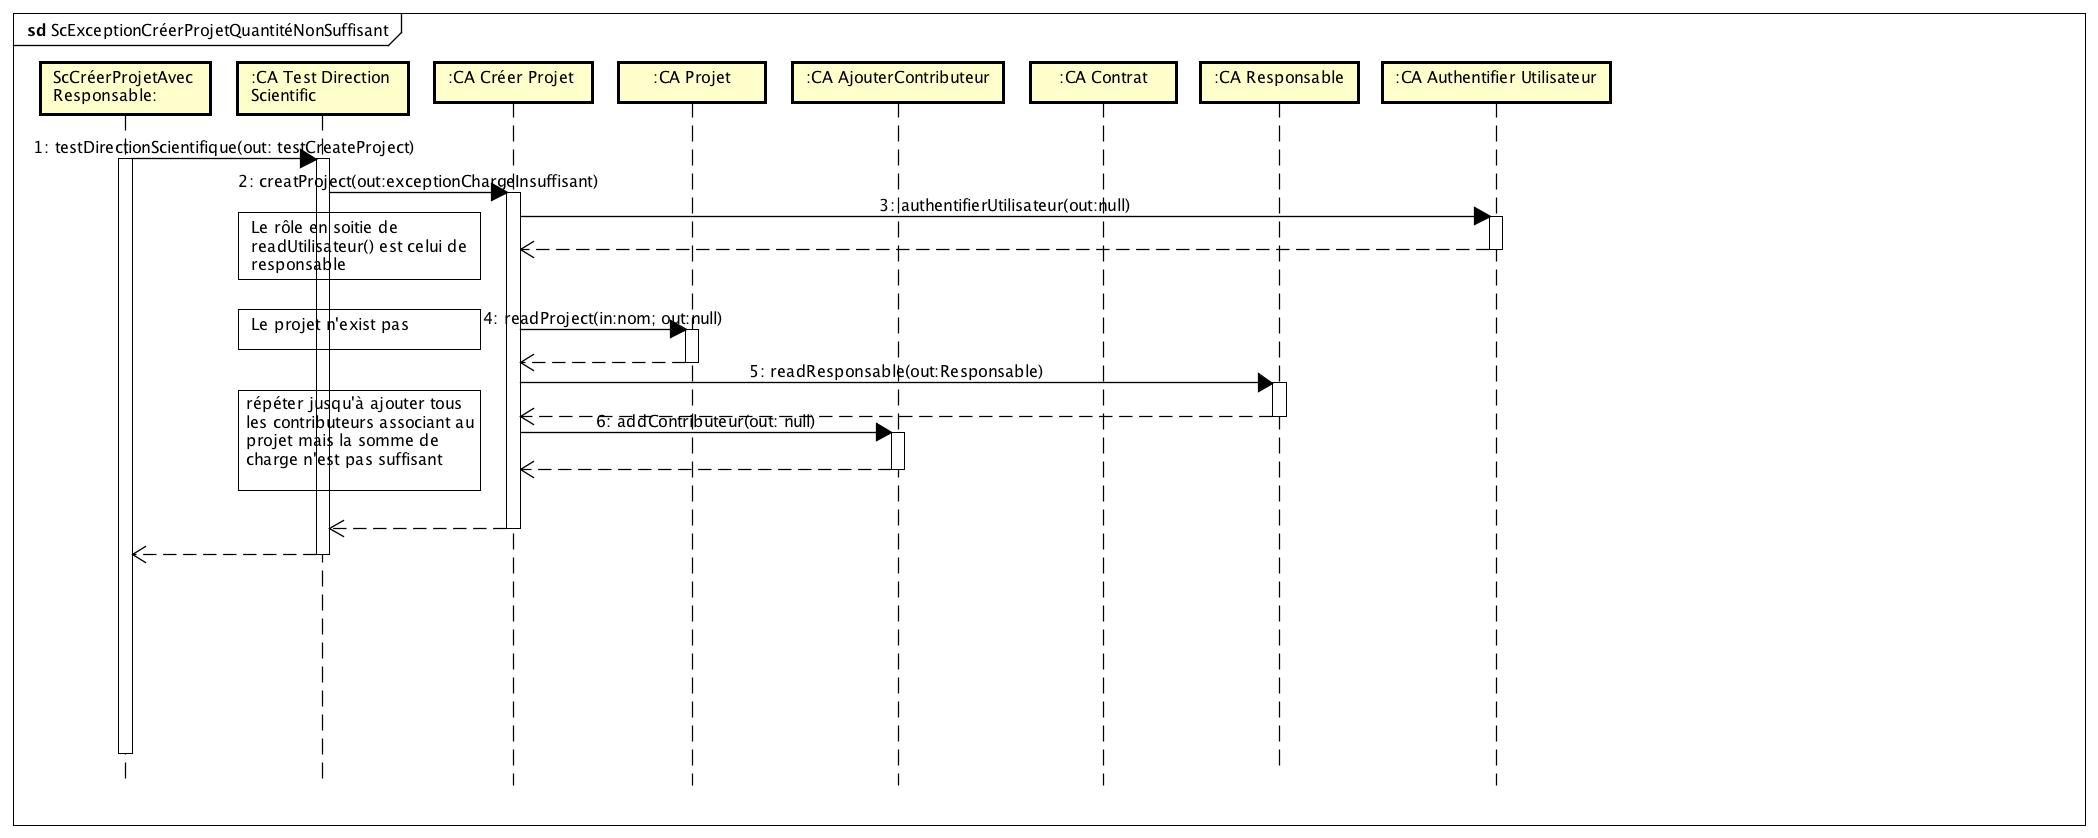 sd ScExceptionCréerProjetQuantitéNonSuffisant
ScCréerProjetAvec
Responsable:
:CA Test Direction
Scientific
:CA Créer Projet
:CA Projet
:CA AjouterContributeur
:CA Contrat
:CA Responsable
:CA Authentifier Utilisateur
1: testDirectionScientifique(out: testCreateProject)
2: creatProject(out:exceptionChargeInsuffisant)
3: authentifierUtilisateur(out:null)
Le rôle en soitie de
readUtilisateur() est celui de
responsable
Le projet n'exist pas
4: readProject(in:nom; out:null)
5: readResponsable(out:Responsable)
répéter jusqu'à ajouter tous
les contributeurs associant au
projet mais la somme de
charge n'est pas suffisant
6: addContributeur(out: null)